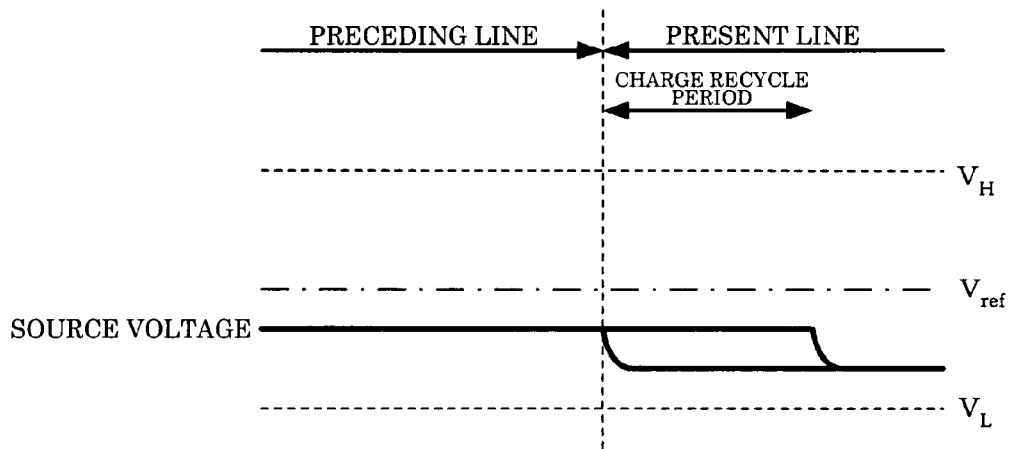 PRECEDING LINE
PRESENT LINE
CHARGE RECYCLE
PERIOD
V_H
V_ref
SOURCE VOLTAGE
V_L